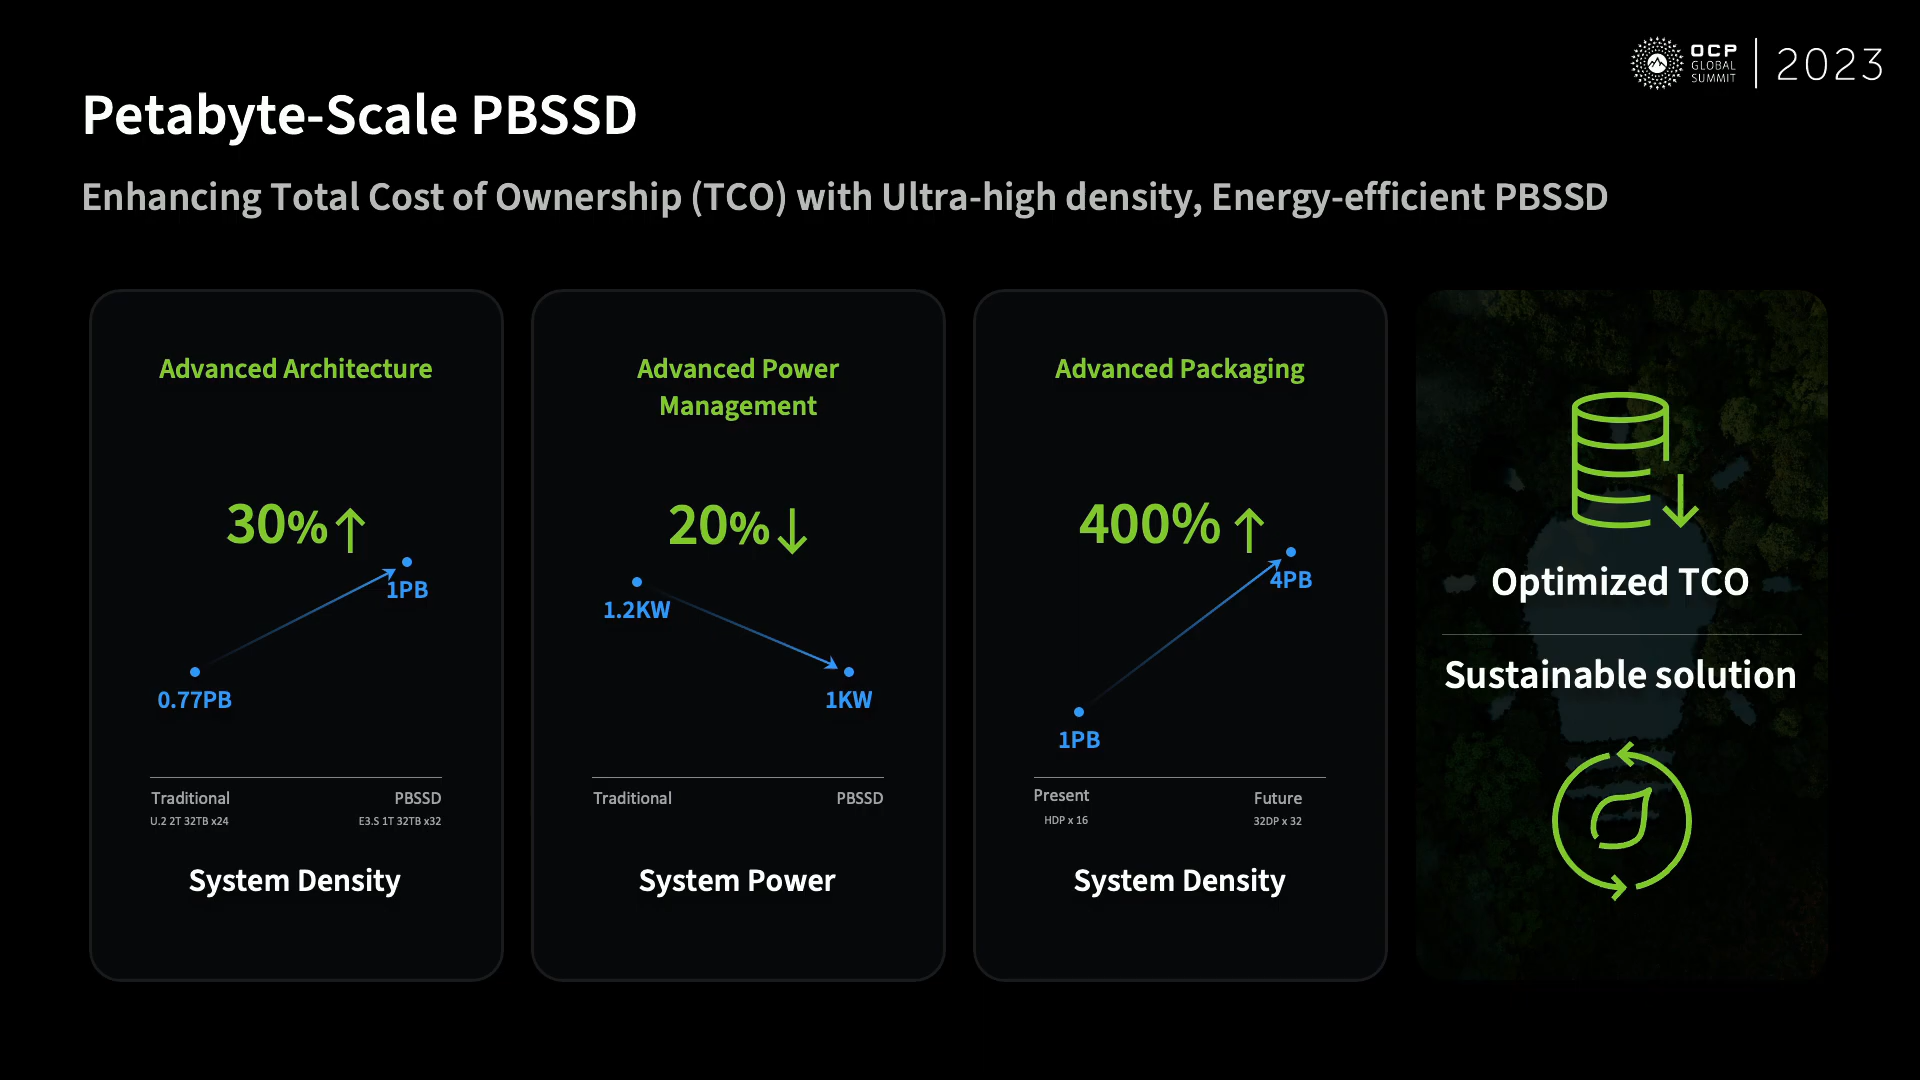 OCP
GLOBAL
SUMMIT
2023
Petabyte-Scale PBSSD
Enhancing Total Cost of Ownership (TCO) with Ultra-high density, Energy-efficient PBSSD
Advanced Architecture
30%↑
1PB
0.77PB
Traditional
PBSSD
U.2 2T 32TB x24
E3.S 1T 32TB x32
System Density
Advanced Power
Management
20%↓
1.2KW
1KW
Traditional
PBSSD
System Power
Advanced Packaging
400%↑
4PB
1PB
Present
Future
HDP x 16
32DP x 32
System Density
Optimized TCO
Sustainable solution